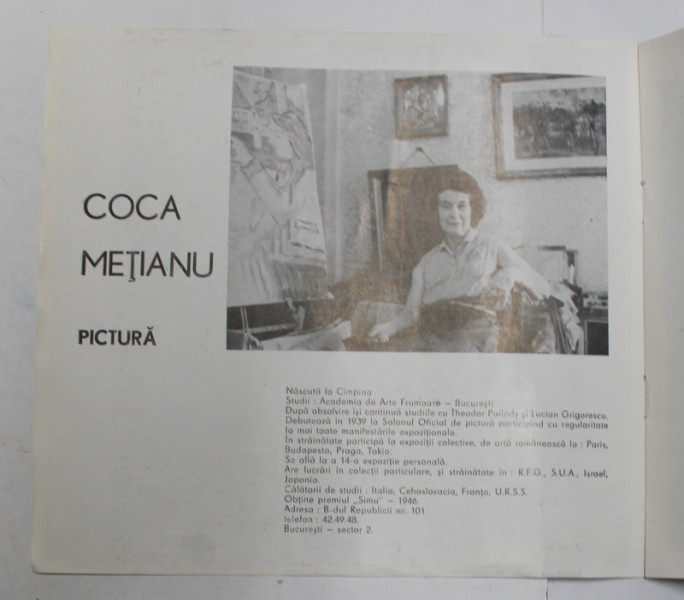 COCA
MEŢIANU
PICTURĂ
Născută la Cîmpina
Studii : Academia de Arte Frumoase – Bucureşti
După absolvire îşi continuă studiile cu Theodor Pallady şi Lucian Grigorescu.
Debutează în 1939 la Salonul Oficial de pictură participînd cu regularitate
la mai toate manifestările expoziţionale.
În străinătate participă la expoziţii colective, de artă românească la : Paris,
Budapesta, Praga, Tokio.
Se află la a 14-a expoziţie personală.
Are lucrări în colecţii particulare, şi străinătate în : R.F.G., S.U.A., Israel,
Japonia.
Călătorii de studii : Italia, Cehoslovacia, Franţa, U.R.S.S.
Obţine premiul „Simu" – 1946.
Adresa : B-dul Republicii nr. 101
telefon : 42.49.48.
Bucureşti – sector 2.